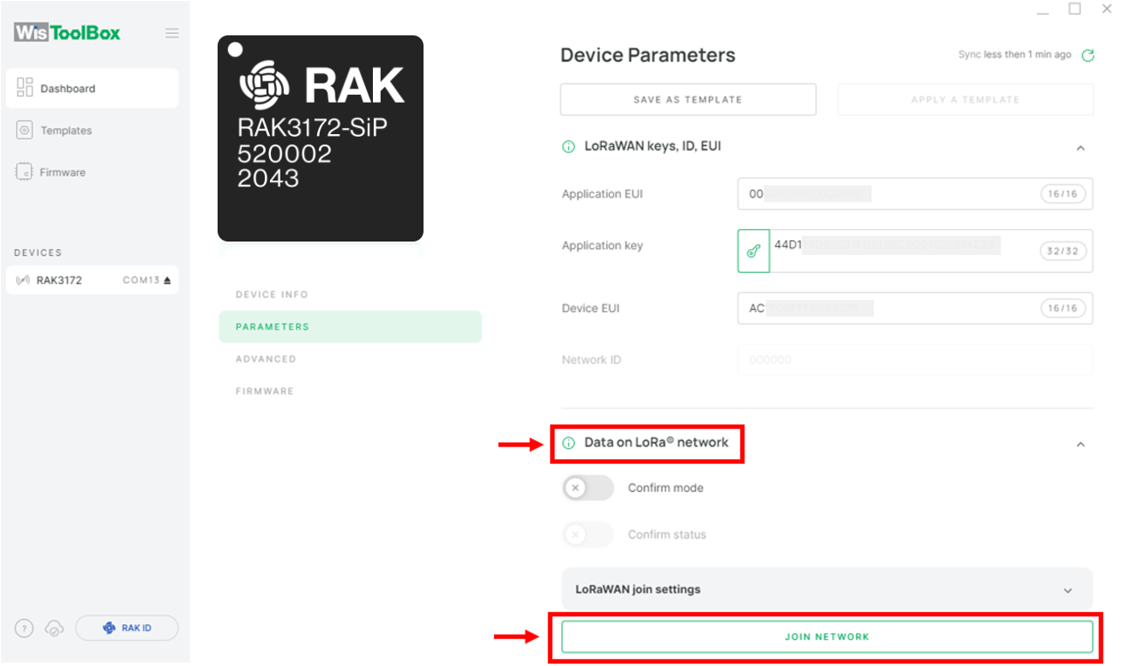 WisToolBox
Dashboard
Templates
Firmware
DEVICES
RAK3172 COM13
RAK ID
RAK
RAK3172-SiP
520002
2043
DEVICE INFO
PARAMETERS
ADVANCED
FIRMWARE
Device Parameters
Sync less then 1 min ago
SAVE AS TEMPLATE
APPLY A TEMPLATE
LoRaWAN keys, ID, EUI
Application EUI 00 16/16
Application key 44D1 32/32
Device EUI AC 16/16
Network ID 000000
Data on LoRa® network
Confirm mode
Confirm status
LoRaWAN join settings
JOIN NETWORK